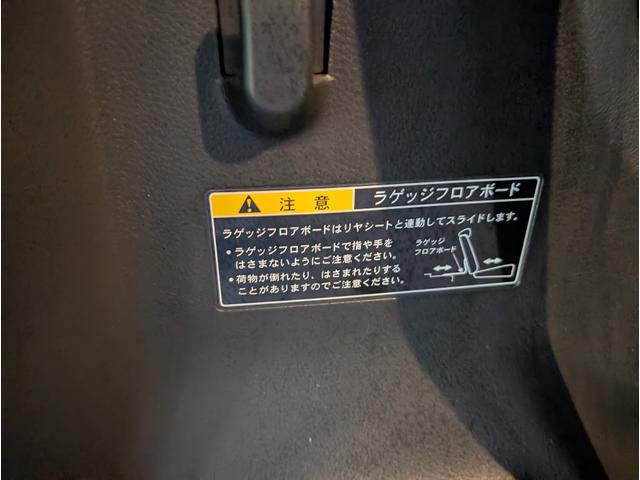 注意 ラゲッジフロアボード
ラゲッジフロアボードはリヤシートと連動してスライドします。
・ラゲッジフロアボードで指や手を
はさまないようにご注意ください。
・荷物が倒れたり、はさまれたりする
ことがありますのでご注意ください。
ラゲッジ
フロアボード